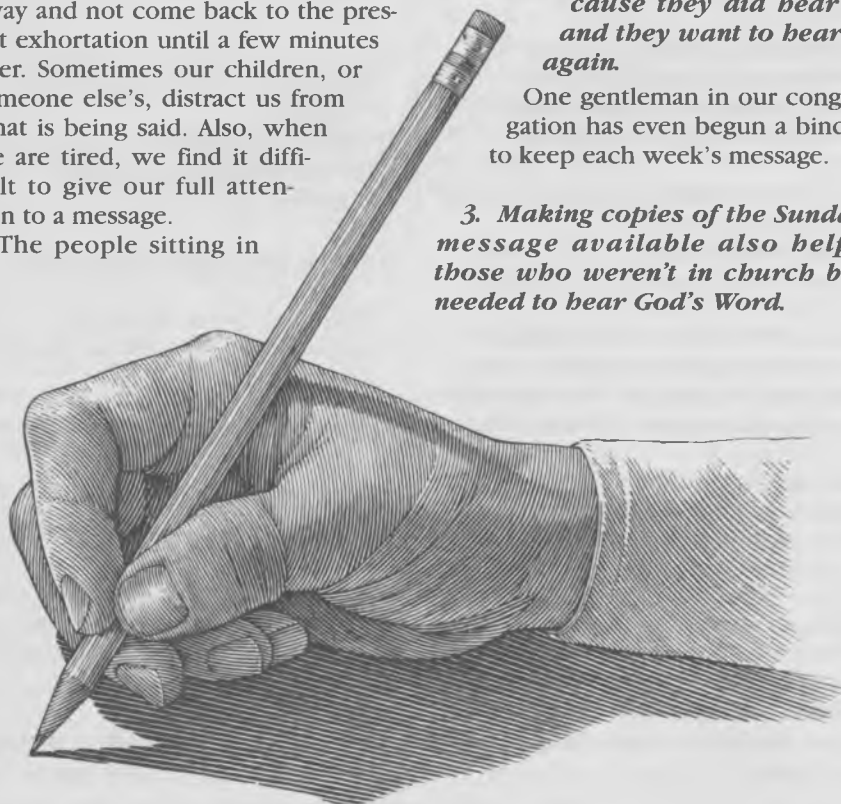 way and not come back to the pres-
t exhortation until a few minutes
er. Sometimes our children, or
meone else's, distract us from
hat is being said. Also, when
e are tired, we find it diffi-
lt to give our full atten-
n to a message.
The people sitting in
cause they did hear
and they want to hear
again.
One gentleman in our cong
gation has even begun a bind
to keep each week's message.
3. Making copies of the Sunda
message available also help
those who weren't in church b
needed to hear God's Word.